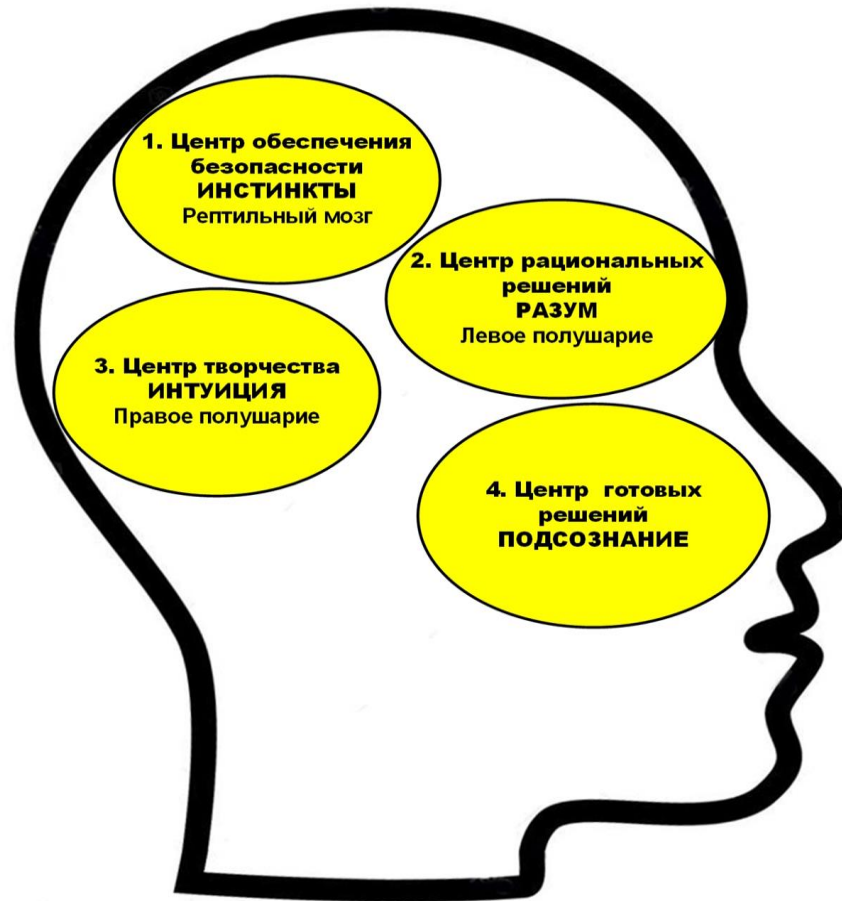 1. Центр обеспечения
безопасности
ИНСТИНКТЫ
Рептильный мозг
2. Центр рациональных
решений
РАЗУМ
Левое полушарие
3. Центр творчества
ИНТУИЦИЯ
Правое полушарие
4. Центр готовых
решений
ПОДСОЗНАНИЕ